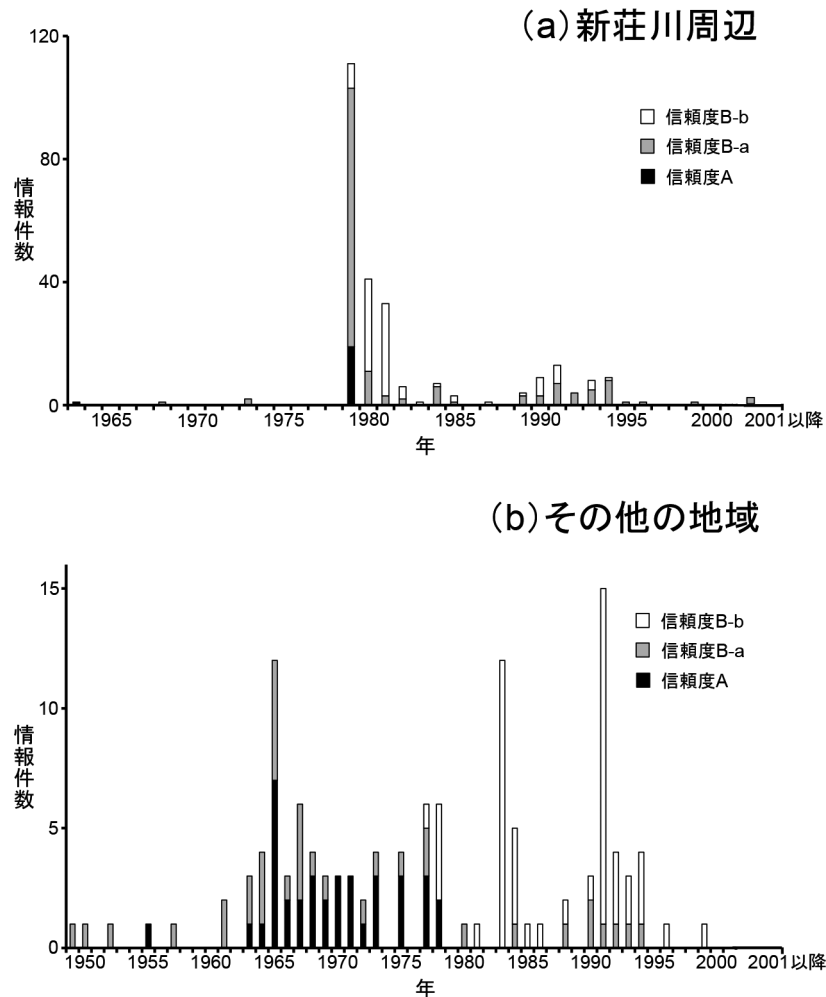 (a)新荘川周辺
120
80
40
0
情報件数
信頼度B-b
信頼度B-a
信頼度A
1965 1970 1975 1980 1985 1990 1995 2000 2001以降
年
(b)その他の地域
15
10
5
0
情報件数
信頼度B-b
信頼度B-a
信頼度A
1950 1955 1960 1965 1970 1975 1980 1985 1990 1995 2000 2001以降
年